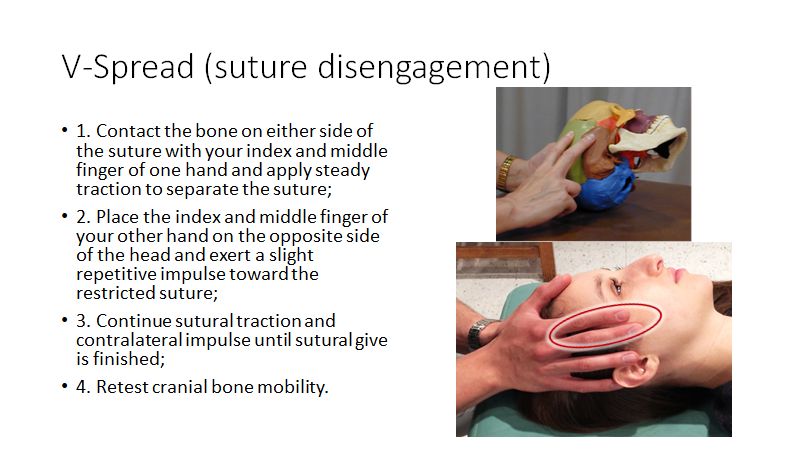 V-Spread (suture disengagement)
• 1. Contact the bone on either side of
the suture with your index and middle
finger of one hand and apply steady
traction to separate the suture;
• 2. Place the index and middle finger of
your other hand on the opposite side
of the head and exert a slight
repetitive impulse toward the
restricted suture;
• 3. Continue sutural traction and
contralateral impulse until sutural give
is finished;
• 4. Retest cranial bone mobility.